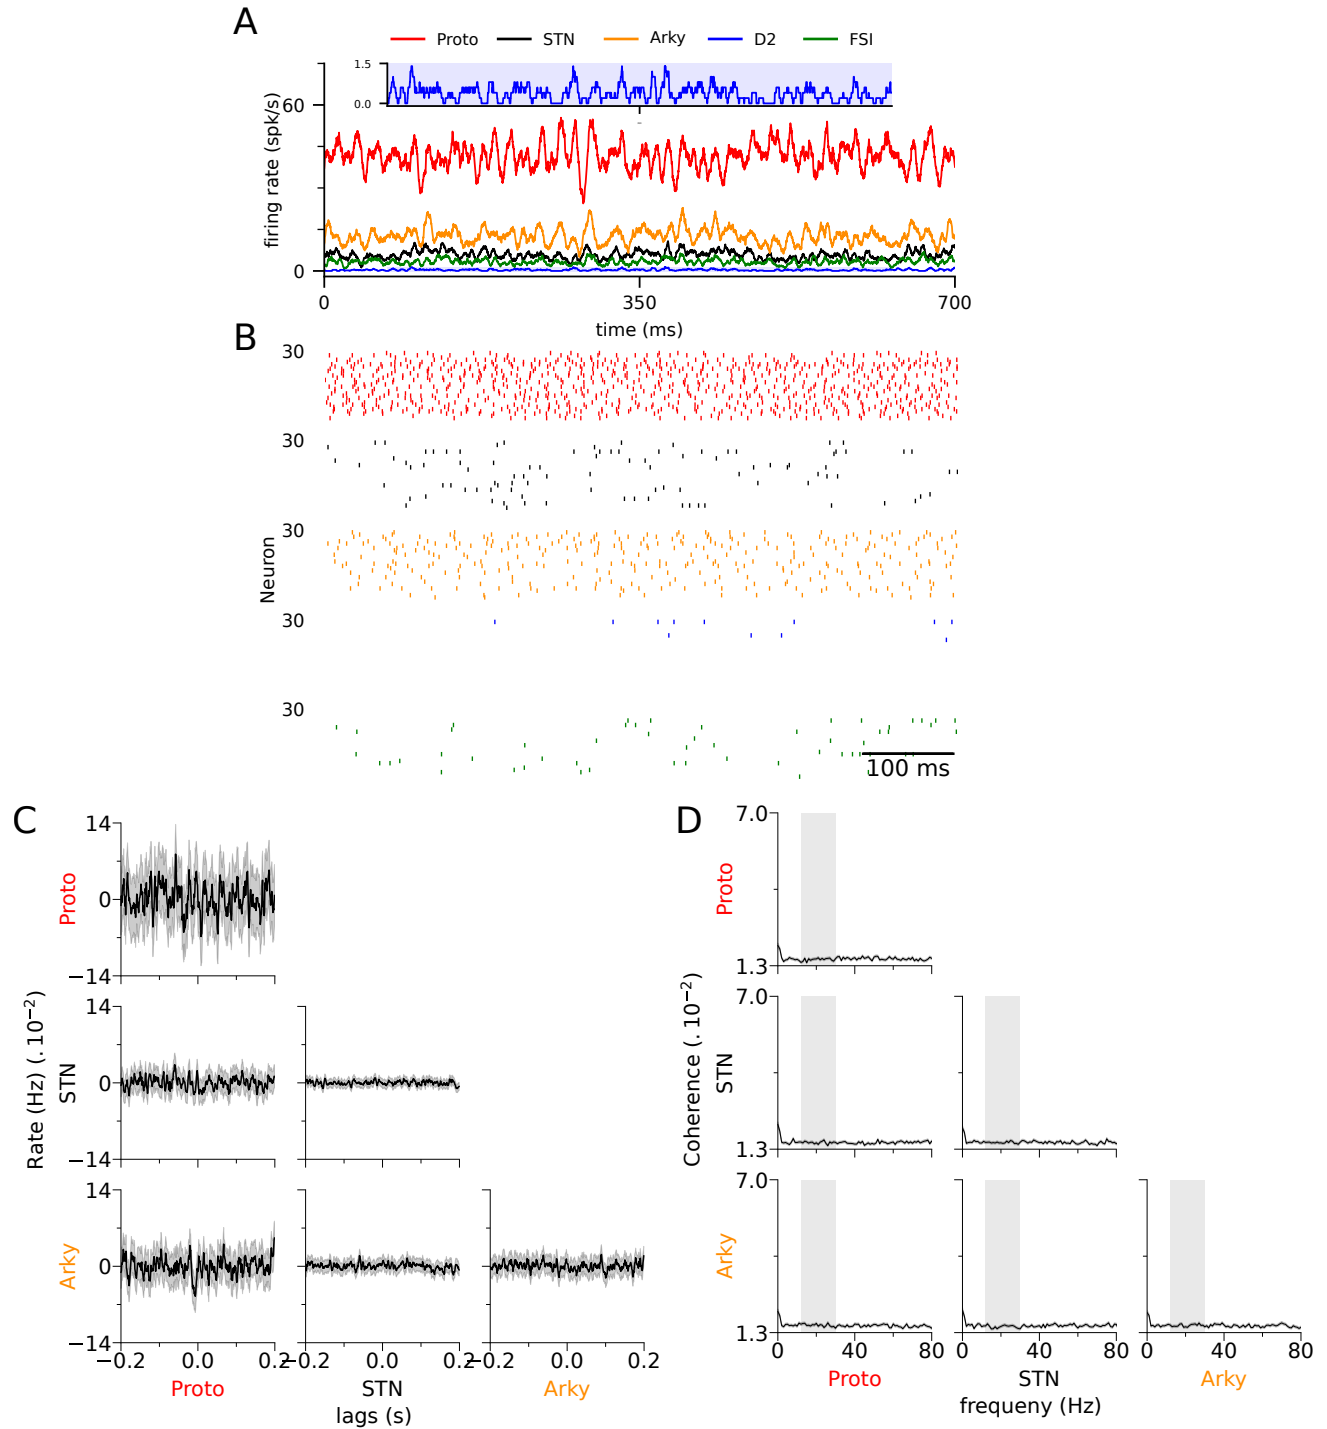 A
Proto STN Arky D2 FSI
1.5
0.0
60
0
firing rate (spk/s)
0 350 700
time (ms)
B
30
30
30
30
30
Neuron
100 ms
C
14
0
−14
Proto
14
0
−14
STN
Rate (Hz) (. 10−2)
14
0
−14
Arky
−0.2 0.0 0.2
−0.2 0.0 0.2
−0.2 0.0 0.2
Proto STN Arky
lags (s)
D
7.0
1.3
Proto
7.0
1.3
STN
Coherence (. 10−2)
7.0
1.3
Arky
0 40 80
0 40 80
0 40 80
Proto STN Arky
frequeny (Hz)